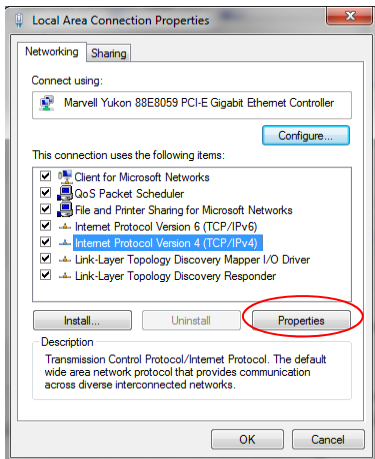 Local Area Connection Properties
Networking
Sharing
Connect using:
Marvell Yukon 88E8059 PCI-E Gigabit Ethernet Controller
Configure...
This connection uses the following items:
Client for Microsoft Networks
QoS Packet Scheduler
File and Printer Sharing for Microsoft Networks
Internet Protocol Version 6 (TCP/IPv6)
Internet Protocol Version 4 (TCP/IPv4)
Link-Layer Topology Discovery Mapper I/O Driver
Link-Layer Topology Discovery Responder
Install...
Uninstall
Properties
Description
Transmission Control Protocol/Internet Protocol. The default
wide area network protocol that provides communication
across diverse interconnected networks.
OK
Cancel